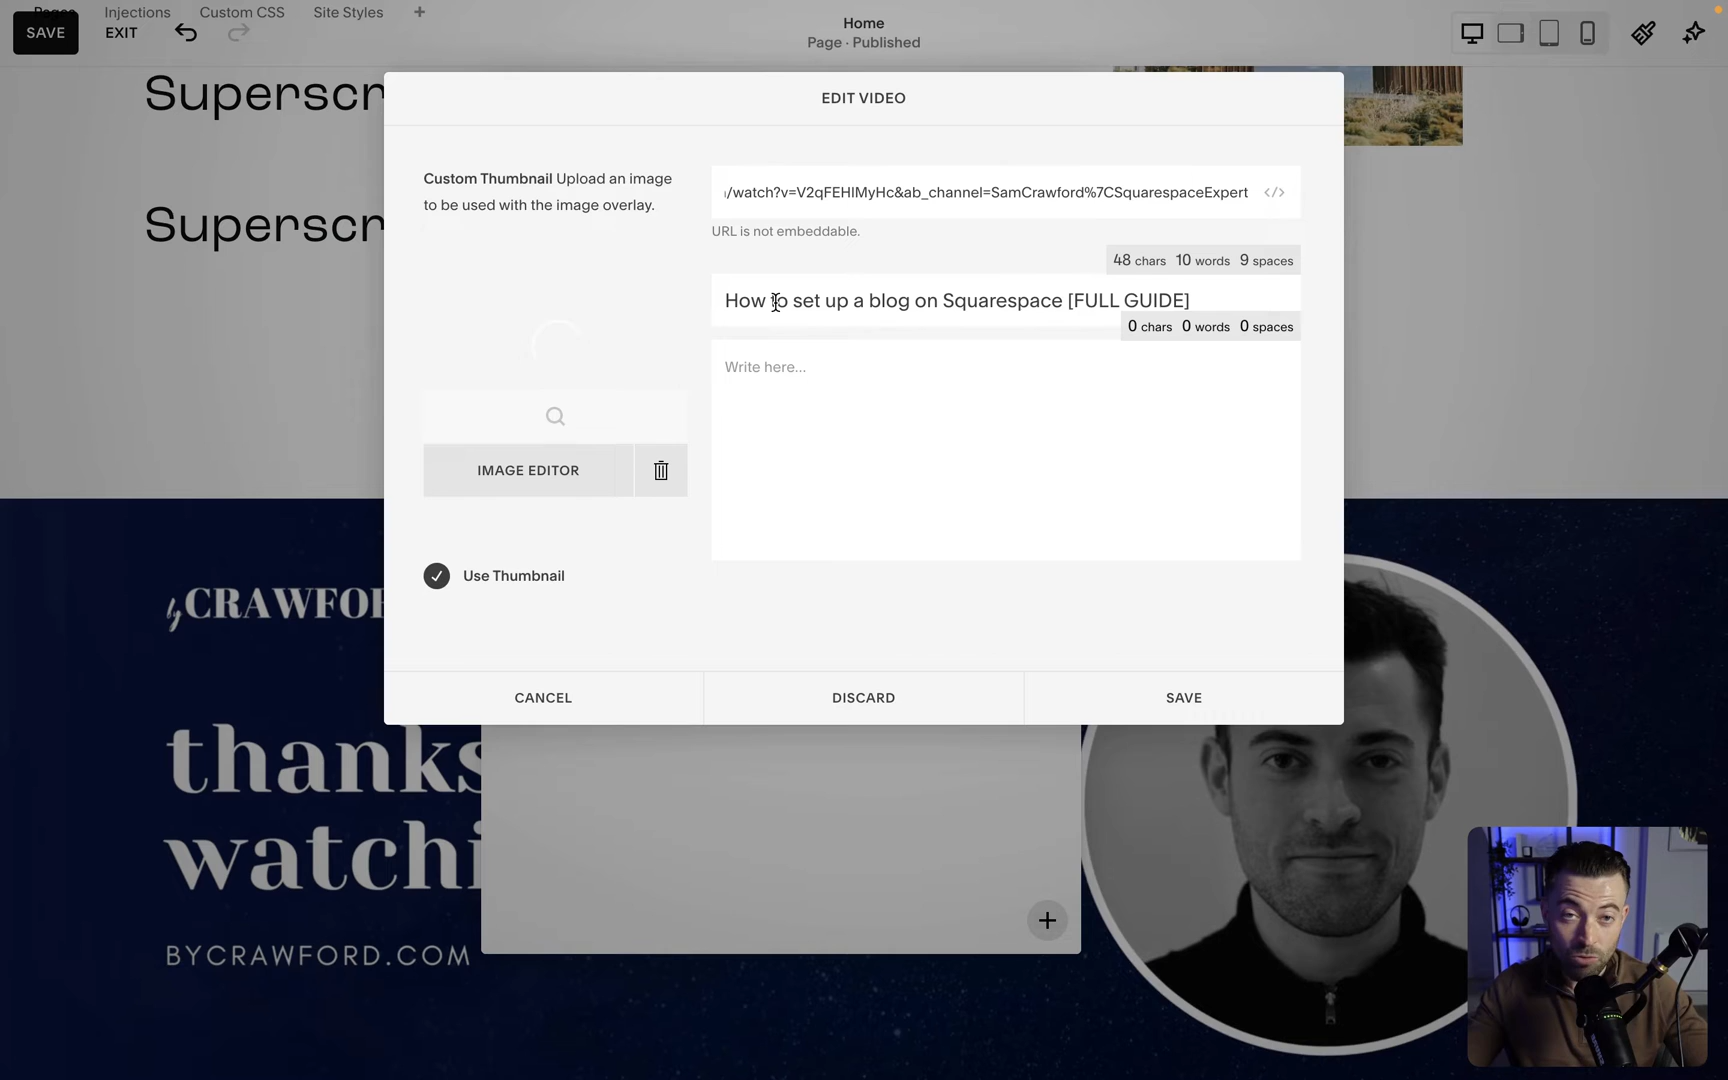 Pages Injections Custom CSS Site Styles +
SAVE EXIT
Home
Page · Published
Superscr
Superscr
EDIT VIDEO
Custom Thumbnail Upload an image
to be used with the image overlay.
/watch?v=V2qFEHIMyHc&ab_channel=SamCrawford%7CSquarespaceExpert </>
URL is not embeddable.
48 chars 10 words 9 spaces
How to set up a blog on Squarespace [FULL GUIDE]
0 chars 0 words 0 spaces
Write here...
IMAGE EDITOR
Use Thumbnail
CANCEL DISCARD SAVE
by CRAWFOR
thanks
watchi
BYCRAWFORD.COM